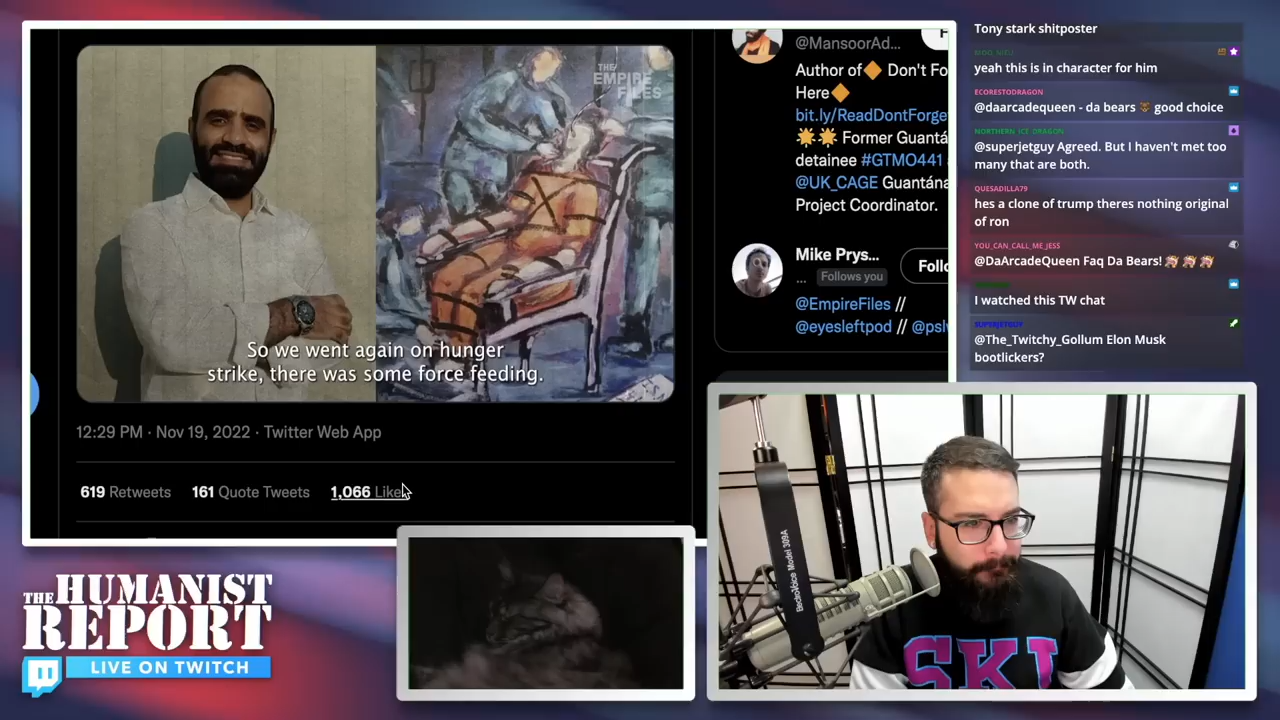 THE
EMPIRE
FILES
So we went again on hunger
strike, there was some force feeding.
12:29 PM · Nov 19, 2022 · Twitter Web App
619 Retweets 161 Quote Tweets 1,066 Like
@MansoorAd...
Author of🔶 Don't Fo
Here🔶
bit.ly/ReadDontForge
🌟🌟 Former Guantá
detainee #GTMO441
@UK_CAGE Guantána
Project Coordinator.
Mike Prys...
... Follows you
Follo
@EmpireFiles //
@eyesleftpod // @psl
Tony stark shitposter
yeah this is in character for him
ECORESTODRAGON
@daarcadequeen - da bears 🐻 good choice
NORTHERN_ICE_DRAGON
@superjetguy Agreed. But I haven't met too
many that are both.
QUESADILLA79
hes a clone of trump theres nothing original
of ron
YOU_CAN_CALL_ME_JESS
@DaArcadeQueen Faq Da Bears!
I watched this TW chat
SUPERJETGUY
@The_Twitchy_Gollum Elon Musk
bootlickers?
ElectroVoice Model 309A
SKI
THE HUMANIST
REPORT
LIVE ON TWITCH